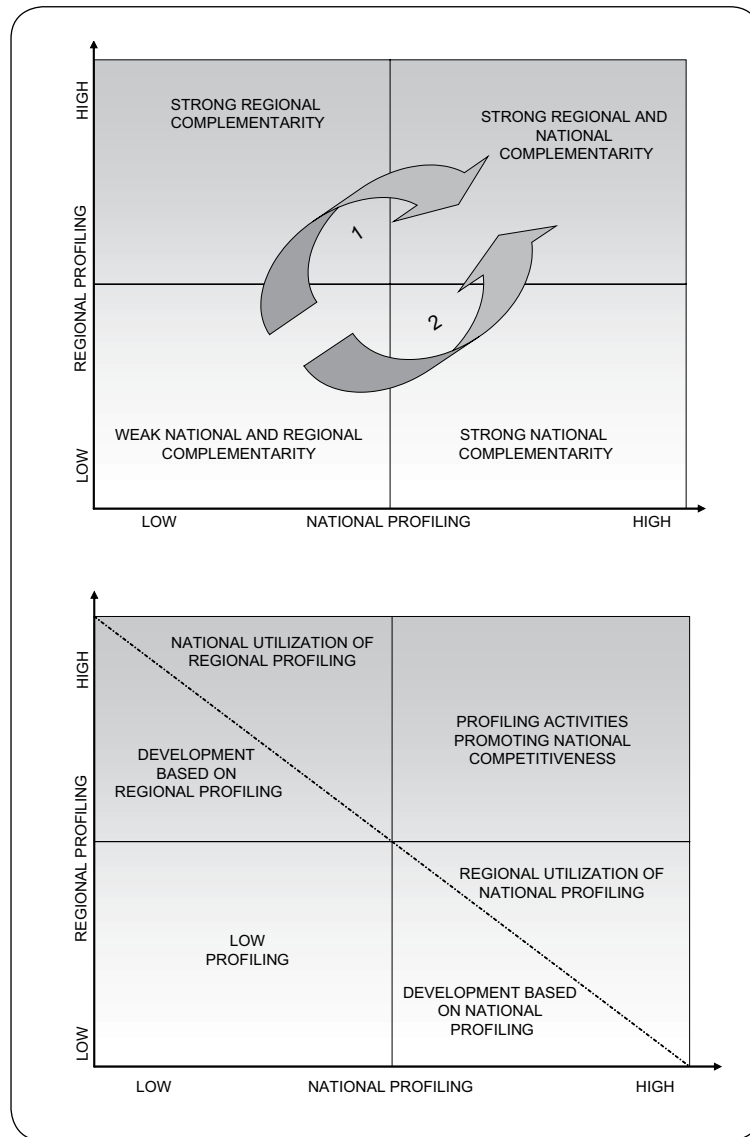 HIGH
REGIONAL PROFILING
LOW
STRONG REGIONAL
COMPLEMENTARITY
STRONG REGIONAL AND
NATIONAL
COMPLEMENTARITY
1
2
WEAK NATIONAL AND REGIONAL
COMPLEMENTARITY
STRONG NATIONAL
COMPLEMENTARITY
LOW
NATIONAL PROFILING
HIGH
HIGH
REGIONAL PROFILING
LOW
NATIONAL UTILIZATION OF
REGIONAL PROFILING
DEVELOPMENT
BASED ON
REGIONAL PROFILING
PROFILING ACTIVITIES
PROMOTING NATIONAL
COMPETITIVENESS
REGIONAL UTILIZATION OF
NATIONAL PROFILING
LOW
PROFILING
DEVELOPMENT BASED
ON NATIONAL
PROFILING
LOW
NATIONAL PROFILING
HIGH